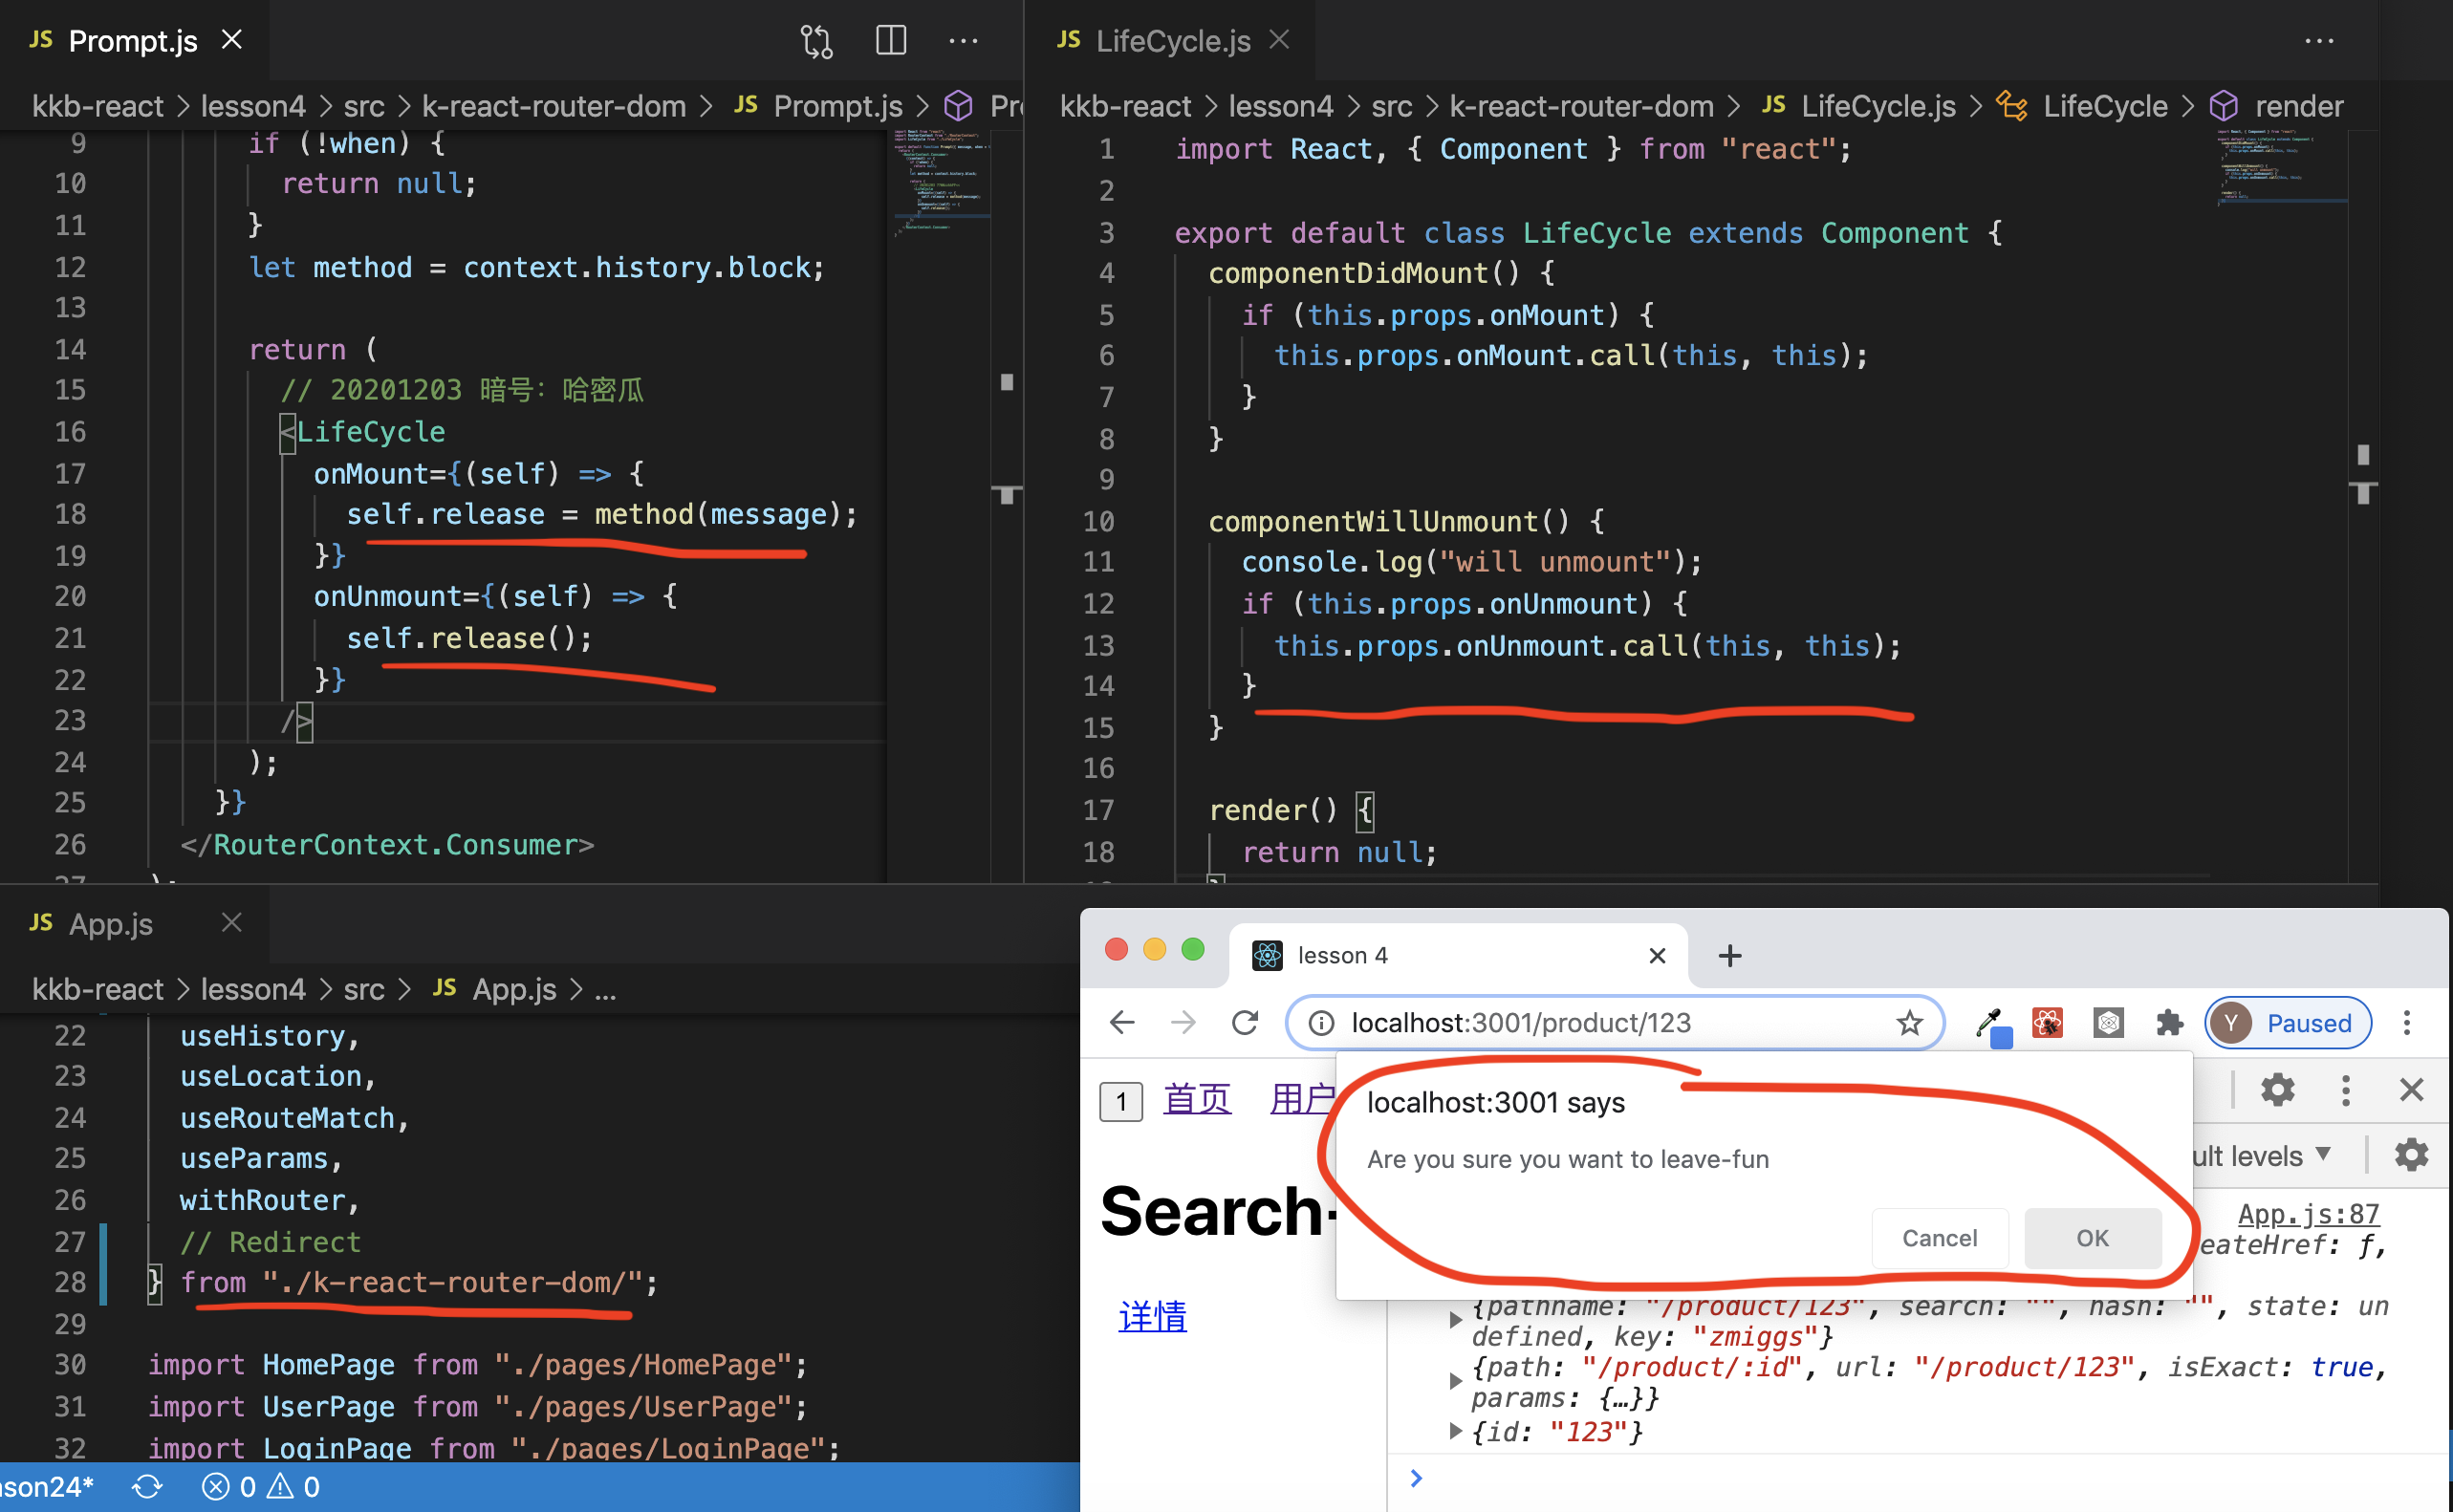 JS Prompt.js
kkb-react > lesson4 > src > k-react-router-dom > JS Prompt.js >
9 if (!when) {
10 return null;
11 }
12 let method = context.history.block;
13
14 return (
15 // 20201203 暗号：哈密瓜
16 <LifeCycle
17 onMount={(self) => {
18 self.release = method(message);
19 }}
20 onUnmount={(self) => {
21 self.release();
22 }}
23 />
24 );
25 }}
26 </RouterContext.Consumer>
JS LifeCycle.js
kkb-react > lesson4 > src > k-react-router-dom > JS LifeCycle.js > LifeCycle > render
1 import React, { Component } from "react";
2
3 export default class LifeCycle extends Component {
4 componentDidMount() {
5 if (this.props.onMount) {
6 this.props.onMount.call(this, this);
7 }
8 }
9
10 componentWillUnmount() {
11 console.log("will unmount");
12 if (this.props.onUnmount) {
13 this.props.onUnmount.call(this, this);
14 }
15 }
16
17 render() {
18 return null;
JS App.js
kkb-react > lesson4 > src > JS App.js > ...
22 useHistory,
23 useLocation,
24 useRouteMatch,
25 useParams,
26 withRouter,
27 // Redirect
28 } from "./k-react-router-dom/";
29
30 import HomePage from "./pages/HomePage";
31 import UserPage from "./pages/UserPage";
32 import LoginPage from "./pages/LoginPage";
son24* 0 0
lesson 4
localhost:3001/product/123
Y Paused
1 首页 用户
localhost:3001 says
Are you sure you want to leave-fun
Cancel OK
Search-
详情
ult levels ▼
App.js:87
eateHref: ƒ,
{pathname: "/product/123", search: "", hash: "", state: un
defined, key: "zmiggs"}
{path: "/product/:id", url: "/product/123", isExact: true,
params: {…}}
{id: "123"}